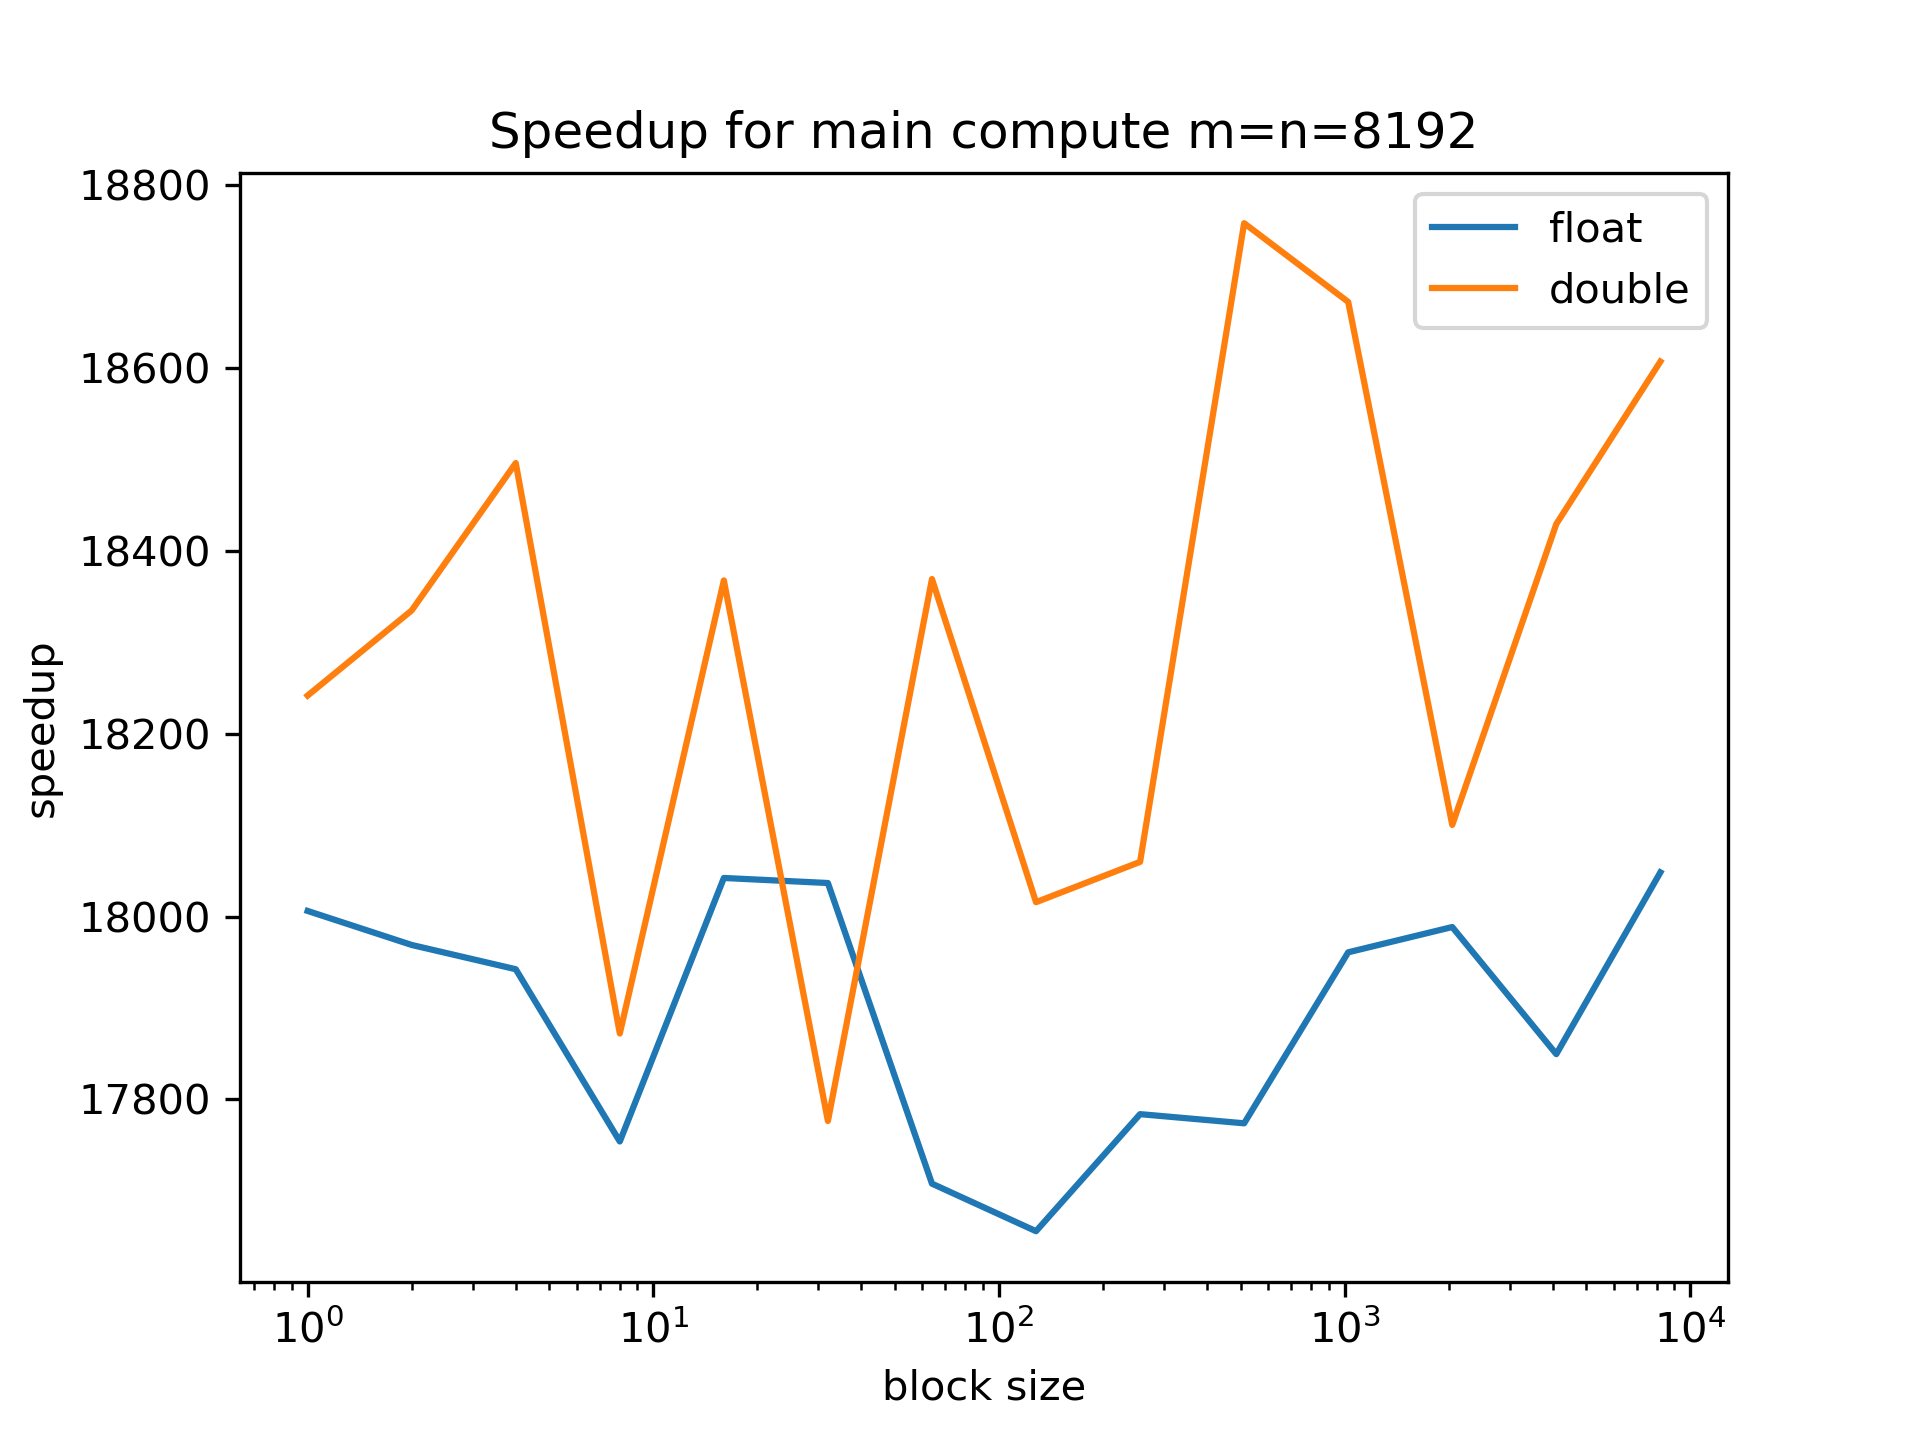 Speedup for main compute m=n=8192
18800
18600
18400
18200
18000
17800
speedup
float
double
10⁰ 10¹ 10² 10³ 10⁴
block size